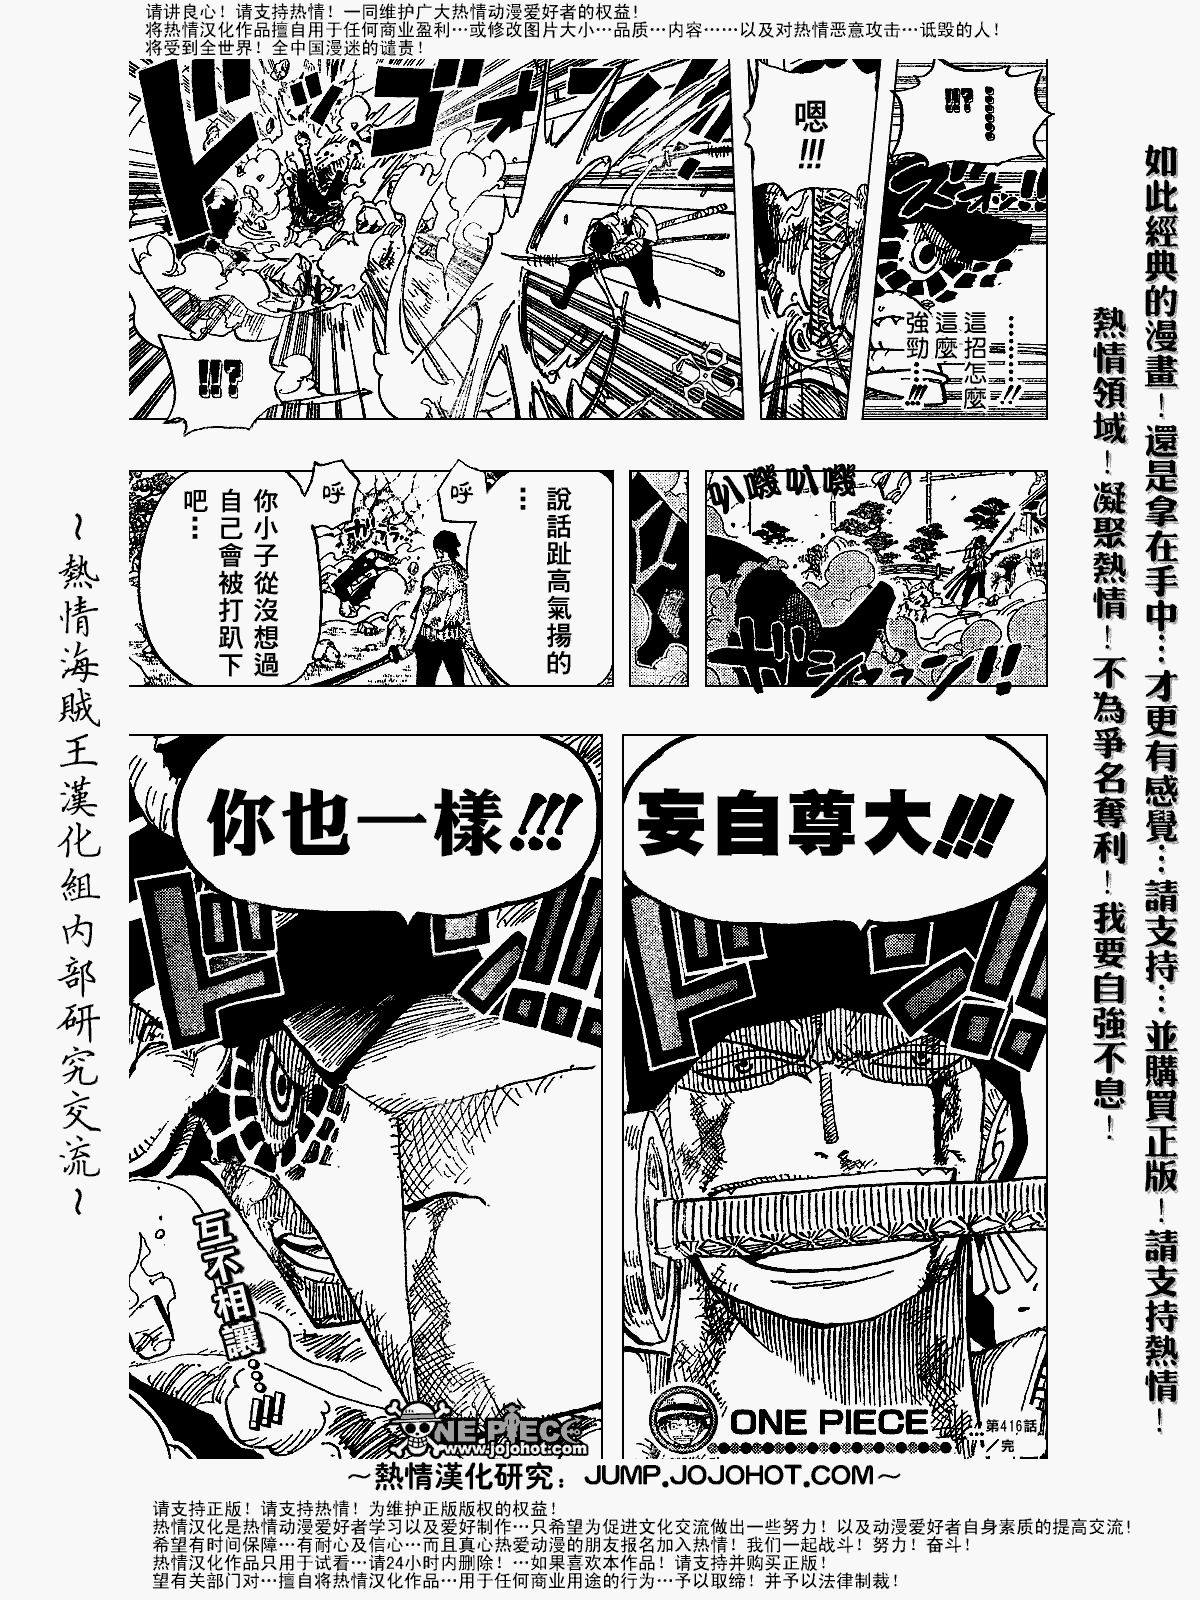 请讲良心！请支持热情！一同维护广大热情动漫爱好者的权益！
将热情汉化作品擅自用于任何商业盈利…或修改图片大小…品质…内容……以及对热情恶意攻击…诋毁的人！
将受到全世界！全中国漫迷的谴责！
如此經典的漫畫！還是拿在手中…才更有感覺…請支持…並購買正版！請支持熱情！
熱情領域！凝聚熱情！不為爭名奪利！我要自強不息！
……!!?
ズオォ!!
…………!!
這招怎麼
這麼
強勁…!!!
嗯!!!
ドッゴォォン
!!?
叭嘰叭嘰
說話趾高氣揚的
…
呼
呼
你小子從沒想過
自己會被打趴下
吧…
妄自尊大!!!
你也一樣!!!
互不相讓……!!!
ONE PIECE
www.jojohot.com
ONE PIECE
…第416話
／完
～熱情海賊王漢化組內部研究交流～
～熱情漢化研究：JUMP.JOJOHOT.COM～
请支持正版！请支持热情！为维护正版版权的权益！
热情汉化是热情动漫爱好者学习以及爱好制作…只希望为促进文化交流做出一些努力！以及动漫爱好者自身素质的提高交流！
希望有时间保障…有耐心及信心…而且真心热爱动漫的朋友报名加入热情！我们一起战斗！努力！奋斗！
热情汉化作品只用于试看…请24小时内删除！…如果喜欢本作品！请支持并购买正版！
望有关部门对…擅自将热情汉化作品…用于任何商业用途的行为…予以取缔！并予以法律制裁！